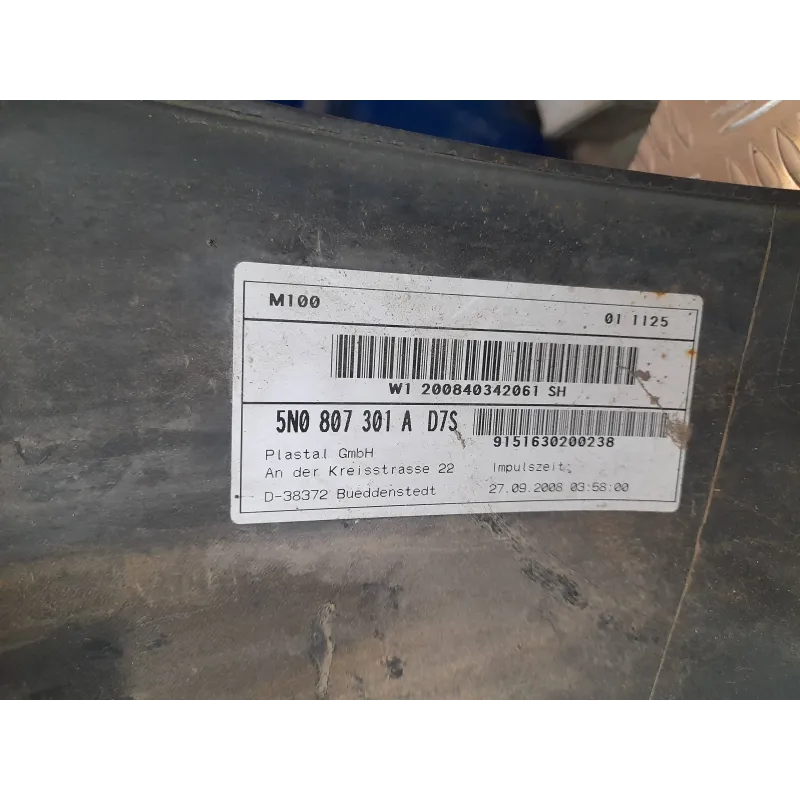 M100
01 1125
W1 200840342061 SH
5N0 807 301 A D7S
9151630200238
Plastal GmbH
An der Kreisstrasse 22
D-38372 Bueddenstedt
Impulszeit:
27.09.2008 03:58:00